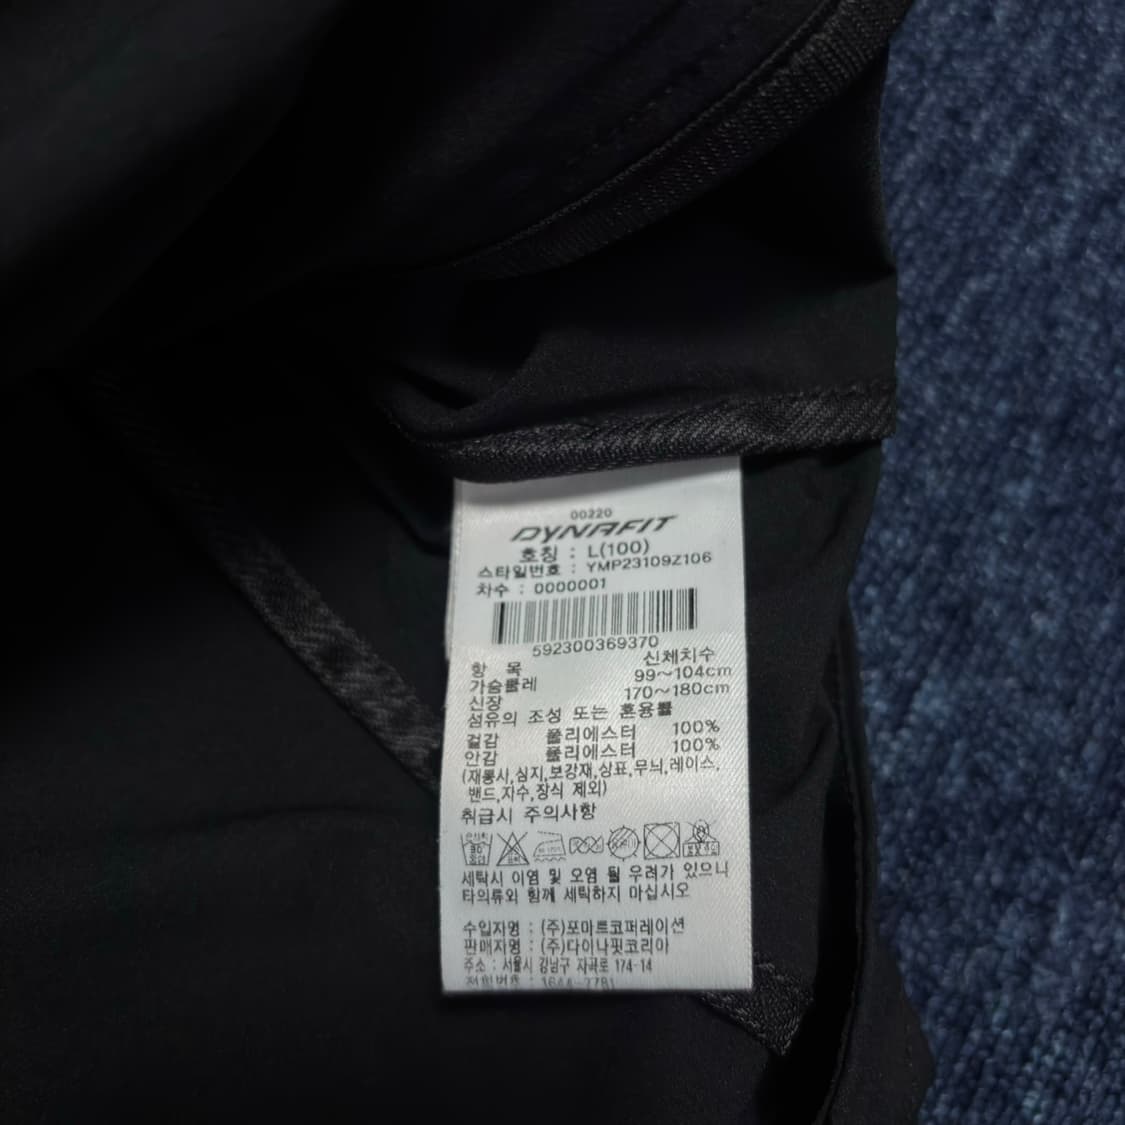 00220
DYNAFIT
호칭 : L(100)
스타일번호 : YMP23109Z106
차수 : 0000001
592300369370
항 목 신체치수
가슴둘레 99~104cm
신장 170~180cm
섬유의 조성 또는 혼용률
겉감 폴리에스터 100%
안감 폴리에스터 100%
(재봉사,심지,보강재,상표,무늬,레이스,
밴드,자수,장식 제외)
취급시 주의사항
세탁시 이염 및 오염 될 우려가 있으니
타의류와 함께 세탁하지 마십시오
수입자명 : (주)포마트코퍼레이션
판매자명 : (주)다이나핏코리아
주소 : 서울시 강남구 자곡로 174-14
전화번호 : 1644-7781